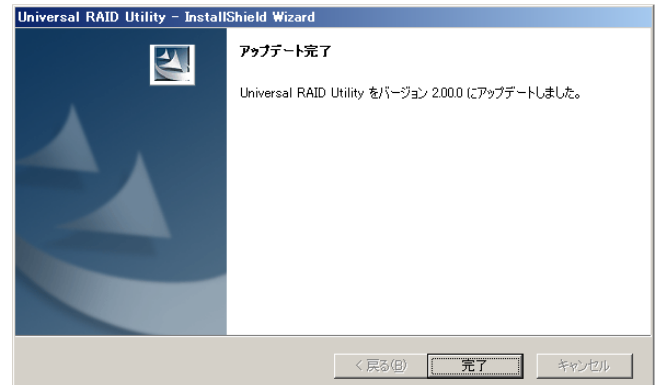 Universal RAID Utility - InstallShield Wizard
アップデート完了
Universal RAID Utility をバージョン 2.00.0 にアップデートしました。
< 戻る(B)
完了
キャンセル